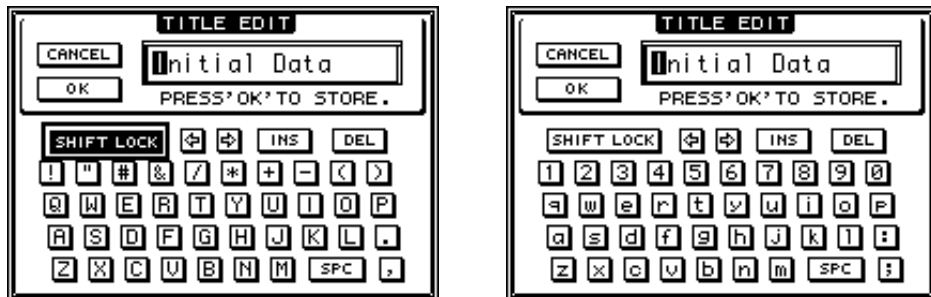 TITLE EDIT
CANCEL
Initial Data
OK
PRESS'OK'TO STORE.
SHIFT LOCK INS DEL
! " # & / * + - ( )
Q W E R T Y U I O P
A S D F G H J K L .
Z X C V B N M SPC ,
TITLE EDIT
CANCEL
Initial Data
OK
PRESS'OK'TO STORE.
SHIFT LOCK INS DEL
1 2 3 4 5 6 7 8 9 0
q w e r t y u i o p
a s d f g h j k l :
z x c v b n m SPC ;